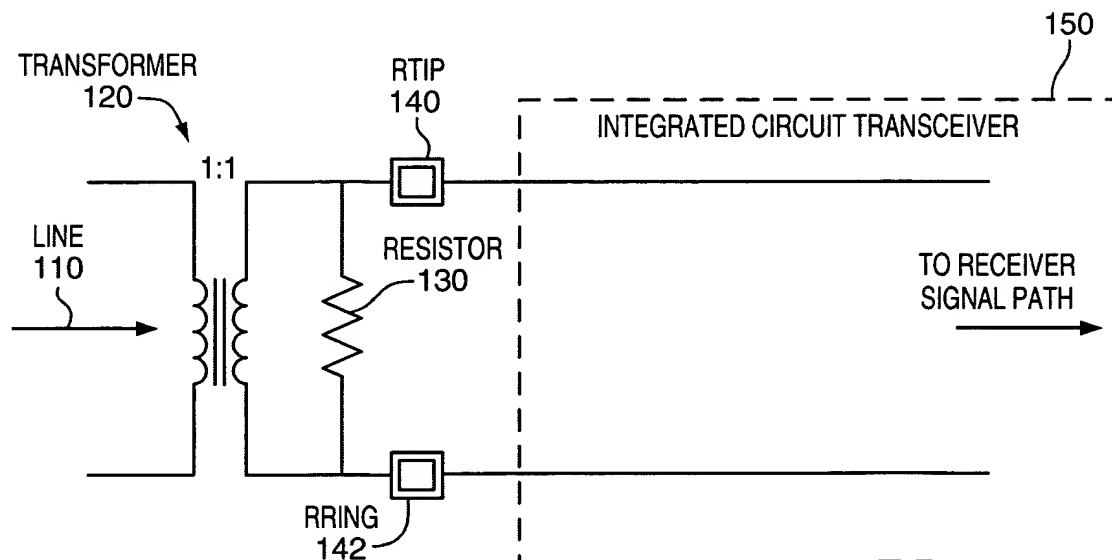 150
TRANSFORMER
120
RTIP
140
INTEGRATED CIRCUIT TRANSCEIVER
1:1
LINE
110
RESISTOR
130
TO RECEIVER
SIGNAL PATH
RRING
142